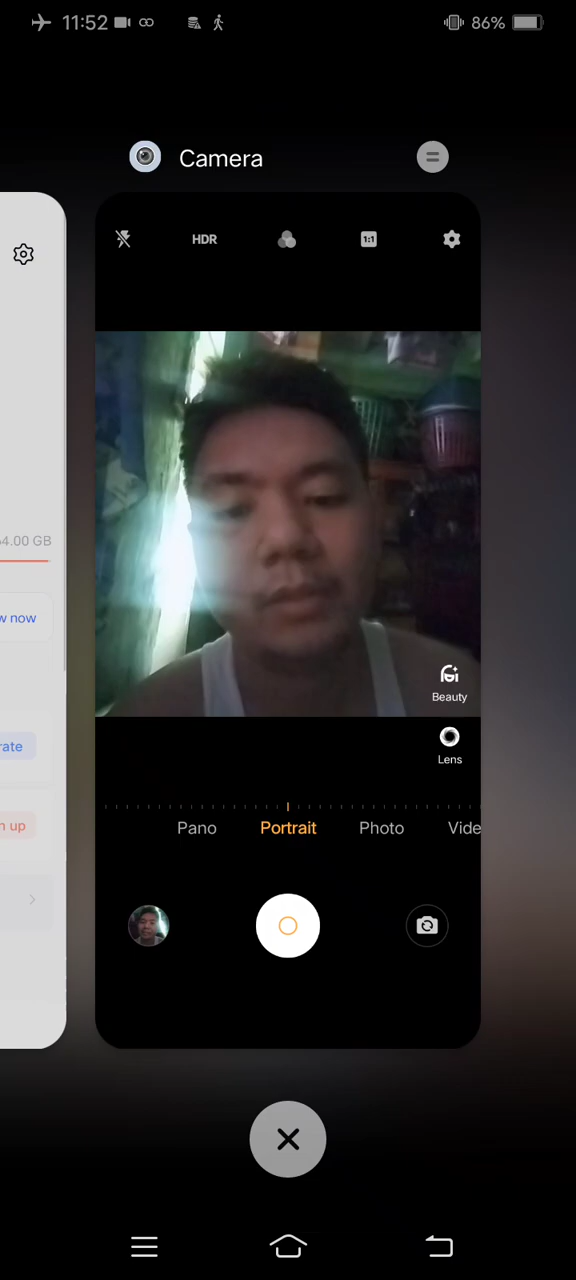 11:52
86%
Camera
HDR
1:1
4.00 GB
w now
Beauty
rate
Lens
Pano Portrait Photo Vide
n up